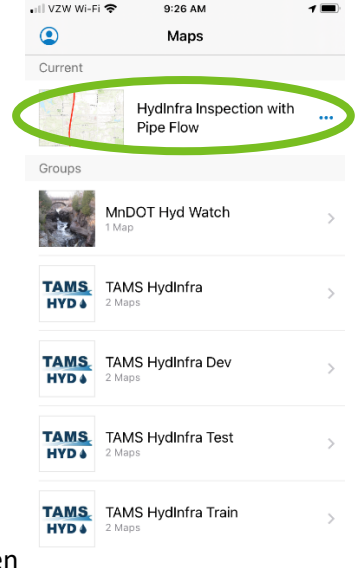 VZW Wi-Fi 9:26 AM
Maps
Current
HydInfra Inspection with
Pipe Flow
...
Groups
MnDOT Hyd Watch
1 Map
TAMS HYD
TAMS HydInfra
2 Maps
TAMS HYD
TAMS HydInfra Dev
2 Maps
TAMS HYD
TAMS HydInfra Test
2 Maps
TAMS HYD
TAMS HydInfra Train
2 Maps
en